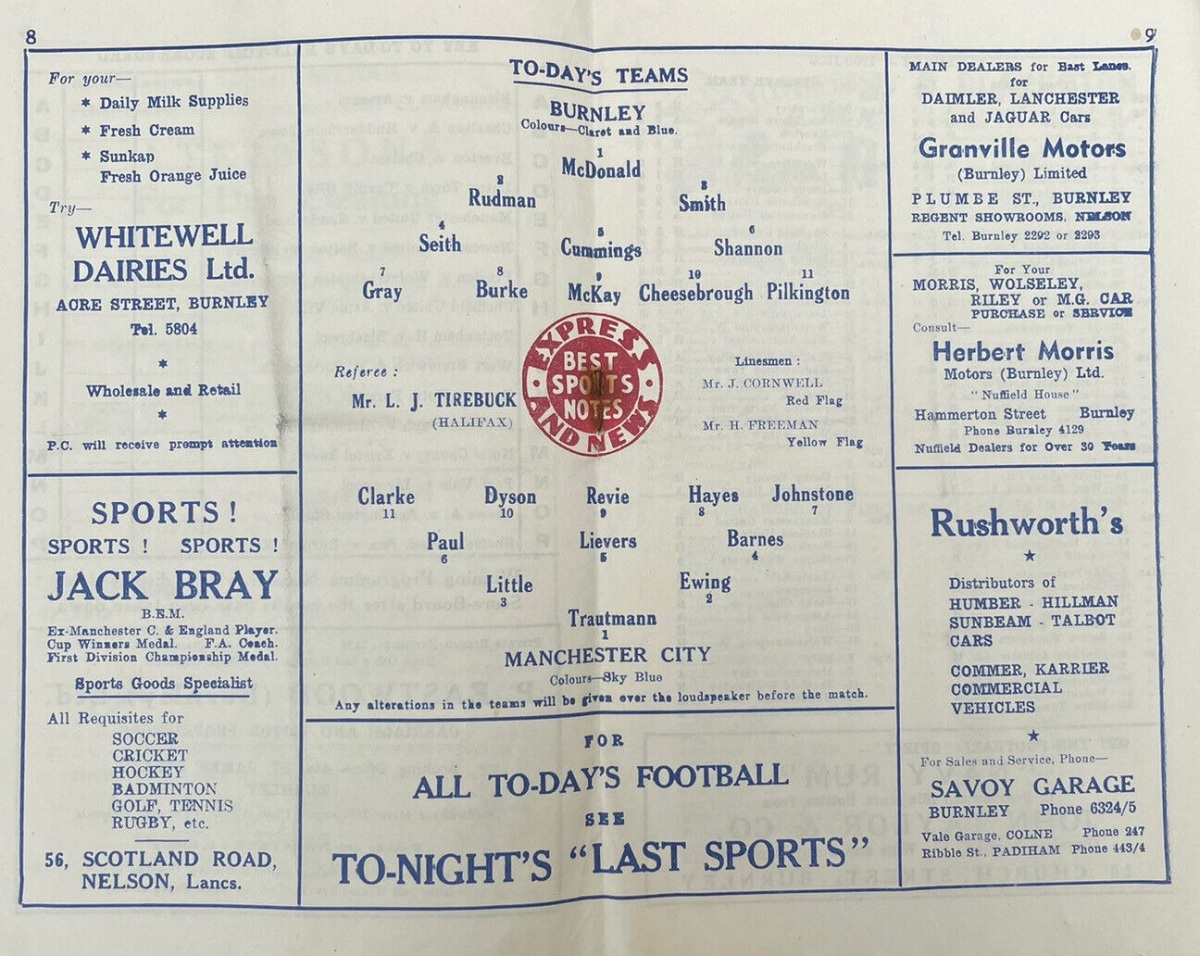 8
For your—
* Daily Milk Supplies
* Fresh Cream
* Sunkap
Fresh Orange Juice
Try—
WHITEWELL
DAIRIES Ltd.
ACRE STREET, BURNLEY
Tel. 5804
*
Wholesale and Retail
*
P.C. will receive prompt attention
SPORTS !
SPORTS ! SPORTS !
JACK BRAY
B.E.M.
Ex-Manchester C. & England Player.
Cup Winners Medal. F.A. Coach.
First Division Championship Medal.
Sports Goods Specialist
All Requisites for
SOCCER
CRICKET
HOCKEY
BADMINTON
GOLF, TENNIS
RUGBY, etc.
56, SCOTLAND ROAD,
NELSON, Lancs.
TO-DAY'S TEAMS
BURNLEY
Colours—Claret and Blue.
1
McDonald
2 3
Rudman Smith
4 5 6
Seith Cummings Shannon
7 8 9 10 11
Gray Burke McKay Cheesebrough Pilkington
Referee :
Mr. L. J. TIREBUCK
(HALIFAX)
EXPRESS
BEST
SPORTS
NOTES
AND NEWS
Linesmen :
Mr. J. CORNWELL
Red Flag
Mr. H. FREEMAN
Yellow Flag
Clarke Dyson Revie Hayes Johnstone
11 10 9 8 7
Paul Lievers Barnes
6 5 4
Little Ewing
3 2
Trautmann
1
MANCHESTER CITY
Colours—Sky Blue
Any alterations in the teams will be given over the loudspeaker before the match.
FOR
ALL TO-DAY'S FOOTBALL
SEE
TO-NIGHT'S "LAST SPORTS"
9
MAIN DEALERS for East Lancs.
for
DAIMLER, LANCHESTER
and JAGUAR Cars
Granville Motors
(Burnley) Limited
PLUMBE ST., BURNLEY
REGENT SHOWROOMS, NELSON
Tel. Burnley 2292 or 2293
For Your
MORRIS, WOLSELEY,
RILEY or M.G. CAR
PURCHASE or SERVICE
Consult—
Herbert Morris
Motors (Burnley) Ltd.
"Nuffield House"
Hammerton Street Burnley
Phone Burnley 4129
Nuffield Dealers for Over 30 Years
Rushworth's
★
Distributors of
HUMBER - HILLMAN
SUNBEAM - TALBOT
CARS
COMMER, KARRIER
COMMERCIAL
VEHICLES
★
For Sales and Service, Phone—
SAVOY GARAGE
BURNLEY Phone 6324/5
Vale Garage, COLNE Phone 247
Ribble St., PADIHAM Phone 443/4